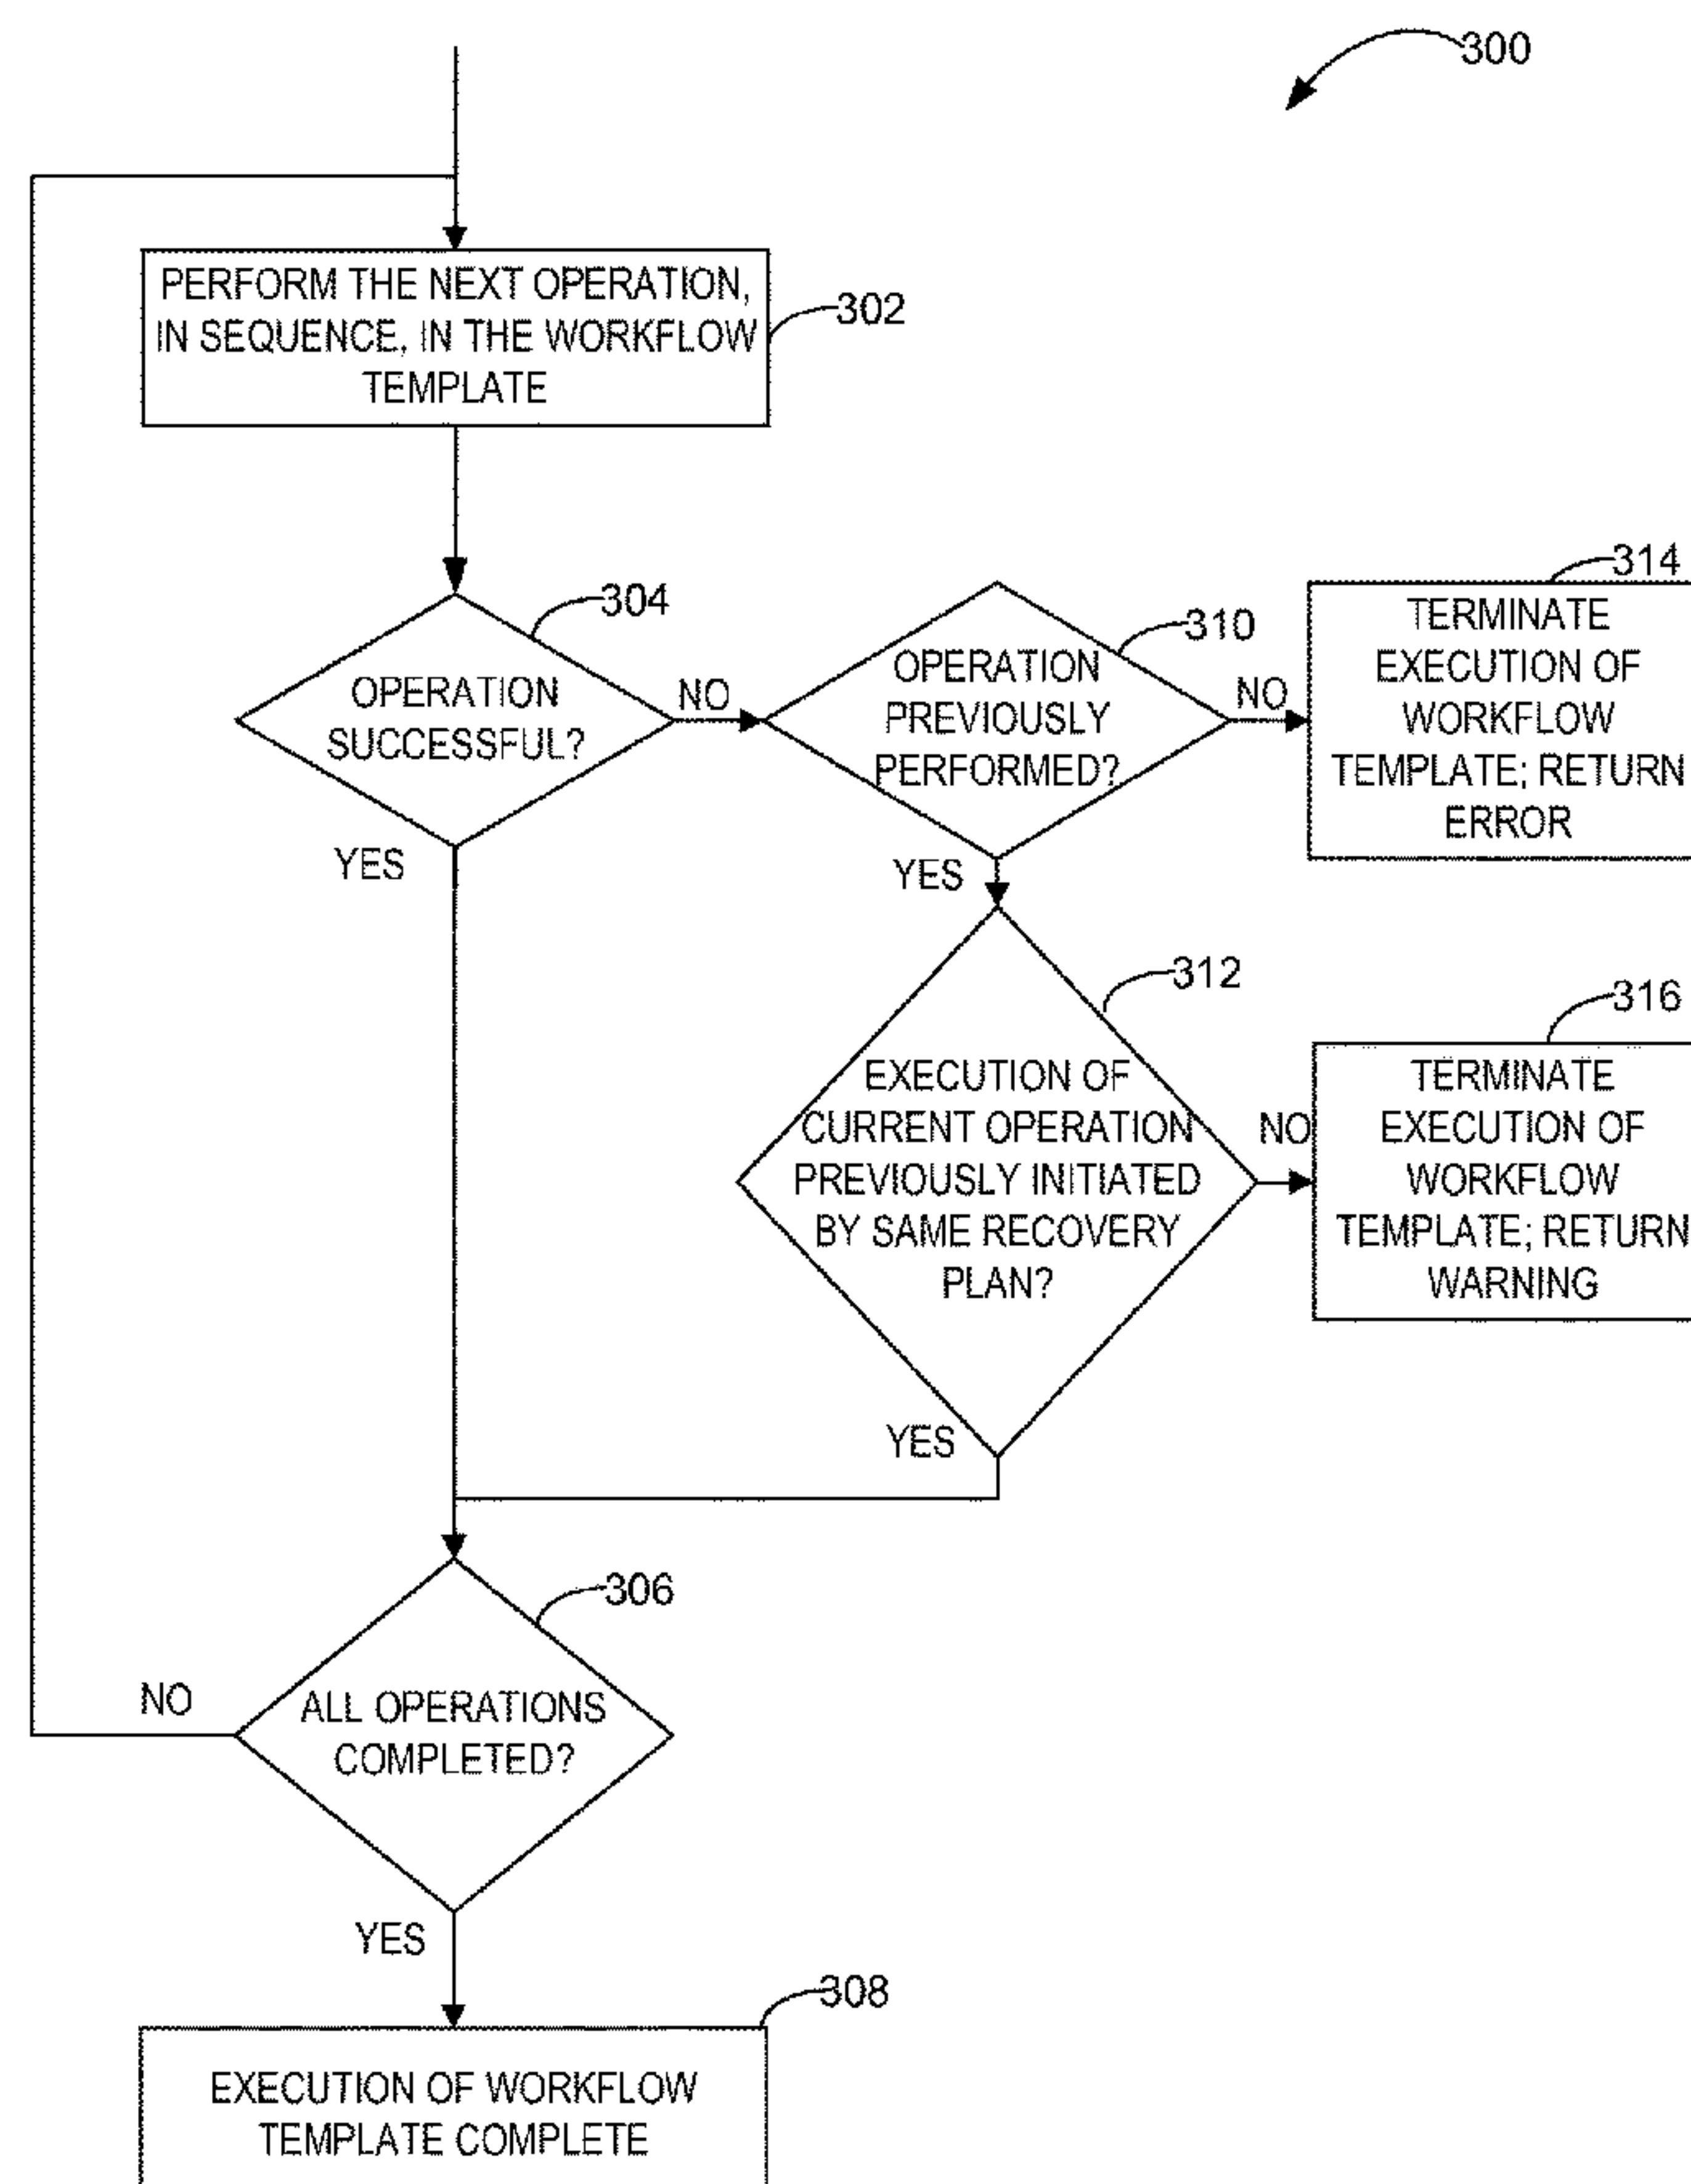 300
PERFORM THE NEXT OPERATION,
IN SEQUENCE, IN THE WORKFLOW
TEMPLATE
302
304
OPERATION
SUCCESSFUL?
NO
YES
310
OPERATION
PREVIOUSLY
PERFORMED?
NO
YES
314
TERMINATE
EXECUTION OF
WORKFLOW
TEMPLATE; RETURN
ERROR
312
EXECUTION OF
CURRENT OPERATION
PREVIOUSLY INITIATED
BY SAME RECOVERY
PLAN?
NO
YES
316
TERMINATE
EXECUTION OF
WORKFLOW
TEMPLATE; RETURN
WARNING
306
ALL OPERATIONS
COMPLETED?
NO
YES
308
EXECUTION OF WORKFLOW
TEMPLATE COMPLETE